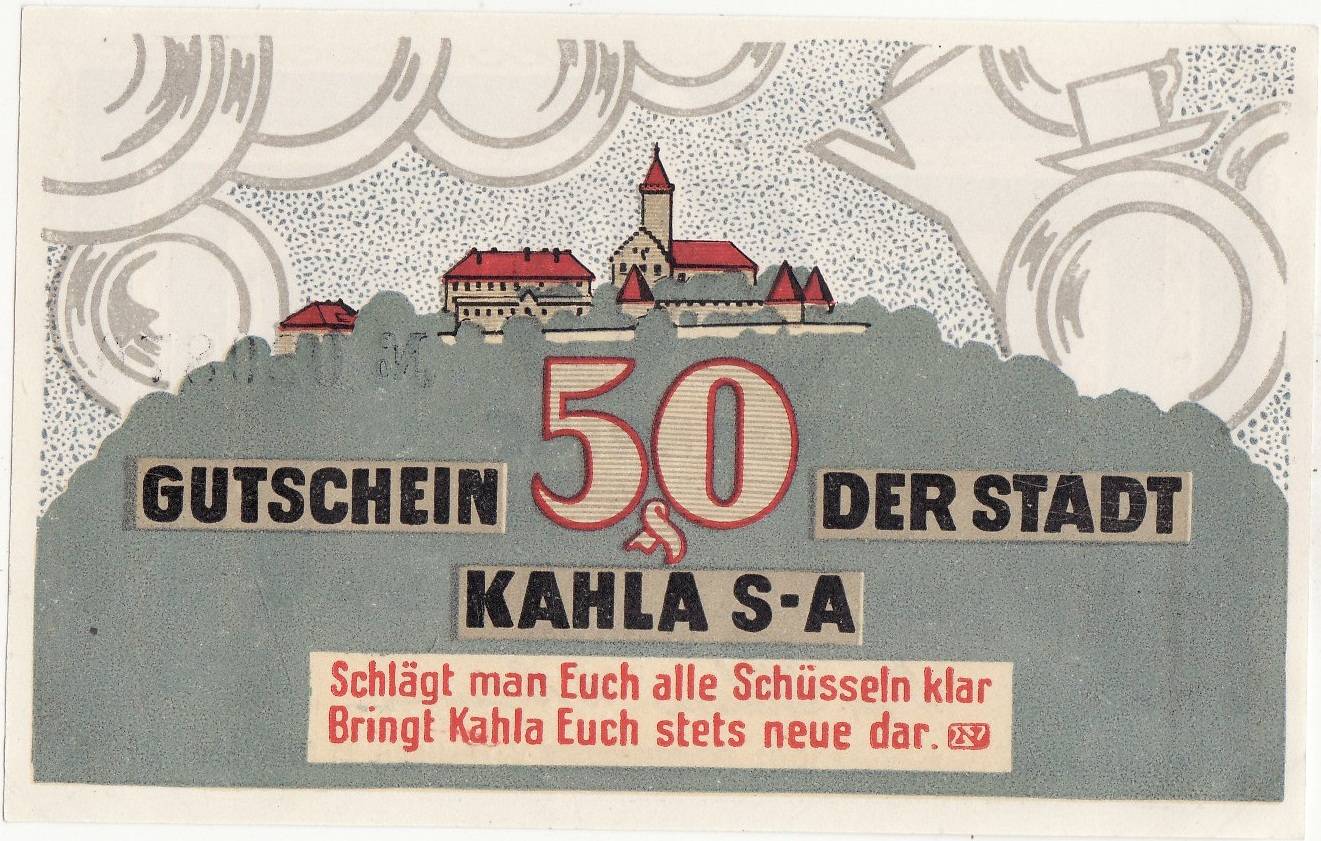 50
GUTSCHEIN DER STADT
KAHLA S-A
Schlägt man Euch alle Schüsseln klar
Bringt Kahla Euch stets neue dar.